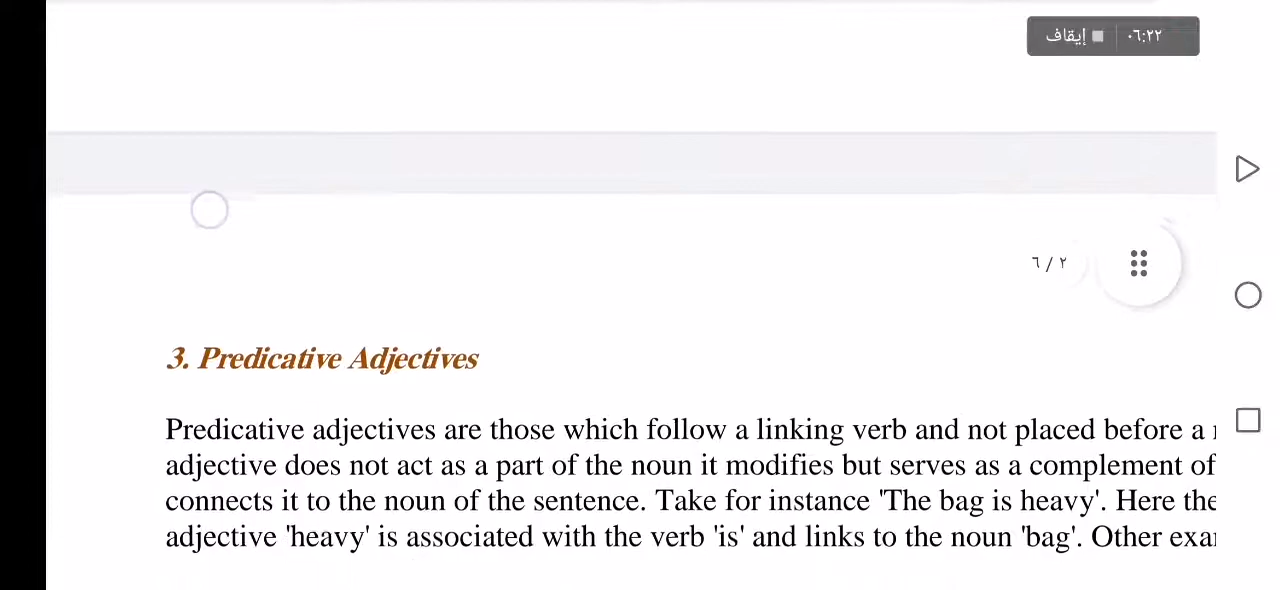 إيقاف ٠٦:٢٢
٦ / ٢
3. Predicative Adjectives
Predicative adjectives are those which follow a linking verb and not placed before a
adjective does not act as a part of the noun it modifies but serves as a complement of
connects it to the noun of the sentence. Take for instance 'The bag is heavy'. Here the
adjective 'heavy' is associated with the verb 'is' and links to the noun 'bag'. Other